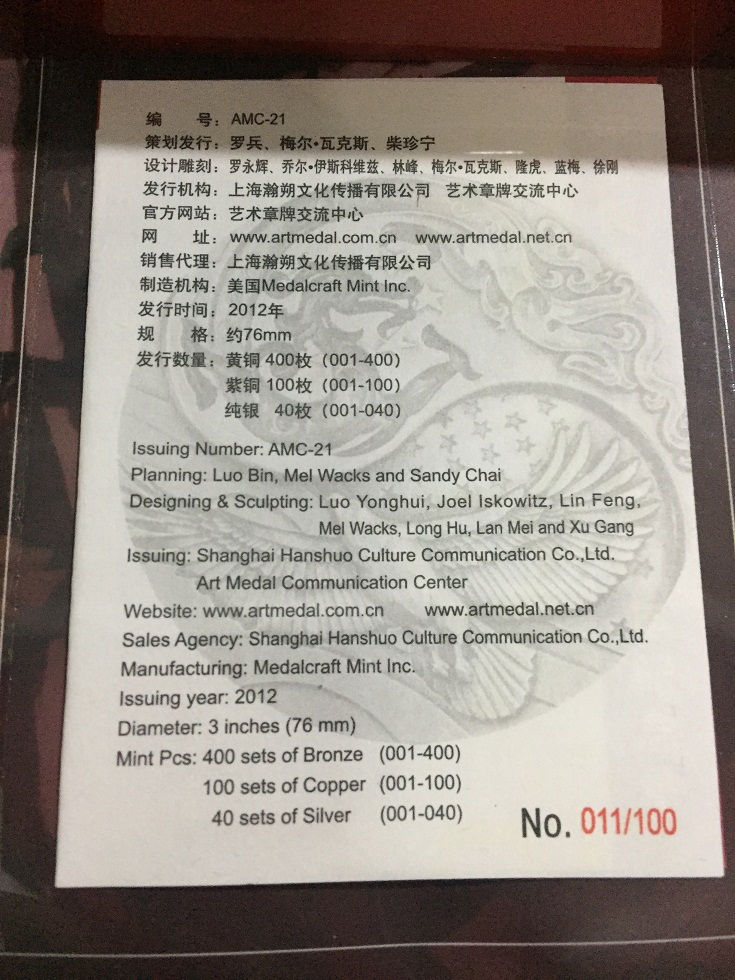 编 号：AMC-21
策划发行：罗兵、梅尔•瓦克斯、柴珍宁
设计雕刻：罗永辉、乔尔•伊斯科维兹、林峰、梅尔•瓦克斯、隆虎、蓝梅、徐刚
发行机构：上海瀚朔文化传播有限公司 艺术章牌交流中心
官方网站：艺术章牌交流中心
网 址：www.artmedal.com.cn www.artmedal.net.cn
销售代理：上海瀚朔文化传播有限公司
制造机构：美国Medalcraft Mint Inc.
发行时间：2012年
规 格：约76mm
发行数量：黄铜 400枚（001-400）
紫铜 100枚（001-100）
纯银 40枚（001-040）
Issuing Number: AMC-21
Planning: Luo Bin, Mel Wacks and Sandy Chai
Designing & Sculpting: Luo Yonghui, Joel Iskowitz, Lin Feng,
Mel Wacks, Long Hu, Lan Mei and Xu Gang
Issuing: Shanghai Hanshuo Culture Communication Co.,Ltd.
Art Medal Communication Center
Website: www.artmedal.com.cn www.artmedal.net.cn
Sales Agency: Shanghai Hanshuo Culture Communication Co.,Ltd.
Manufacturing: Medalcraft Mint Inc.
Issuing year: 2012
Diameter: 3 inches (76 mm)
Mint Pcs: 400 sets of Bronze (001-400)
100 sets of Copper (001-100)
40 sets of Silver (001-040)
No. 011/100